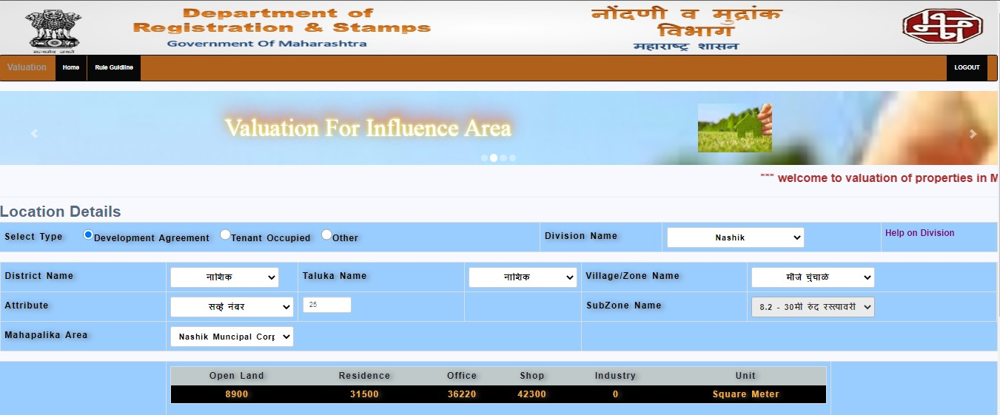 Department of
Registration & Stamps
Government Of Maharashtra
सत्यमेव जयते
नोंदणी व मुद्रांक
विभाग
महाराष्ट्र शासन
Valuation Home Rule Guidline LOGOUT
Valuation For Influence Area
*** welcome to valuation of properties in M
Location Details
Select Type Development Agreement Tenant Occupied Other Division Name Nashik Help on Division
District Name नाशिक Taluka Name नाशिक Village/Zone Name मौजे चुंचाळे
Attribute सर्व्हे नंबर 25 SubZone Name 8.2 - 30मी रुंद रस्त्यावरी
Mahapalika Area Nashik Muncipal Corp
Open Land Residence Office Shop Industry Unit
8900 31500 36220 42300 0 Square Meter